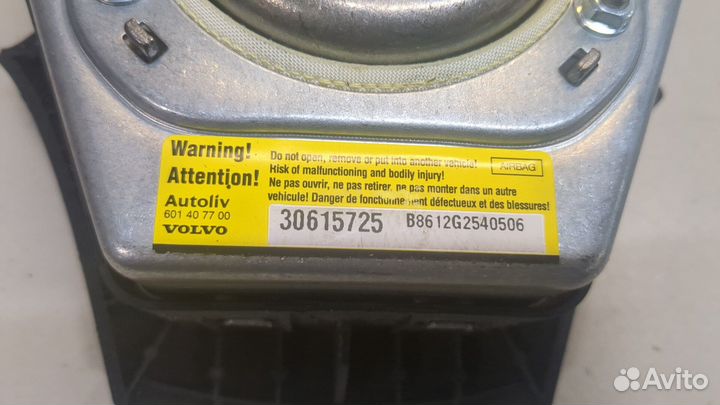 Warning!
Attention!
Autoliv
601 40 77 00
VOLVO
Do not open, remove or put into another vehicle!
Risk of malfunctioning and bodily injury!
Ne pas ouvrir, ne pas retirer, ne pas monter dans un autre
vehicule! Danger de fonctionnement défectueux et des blessures!
AIRBAG
30615725
B8612G2540506
Avito